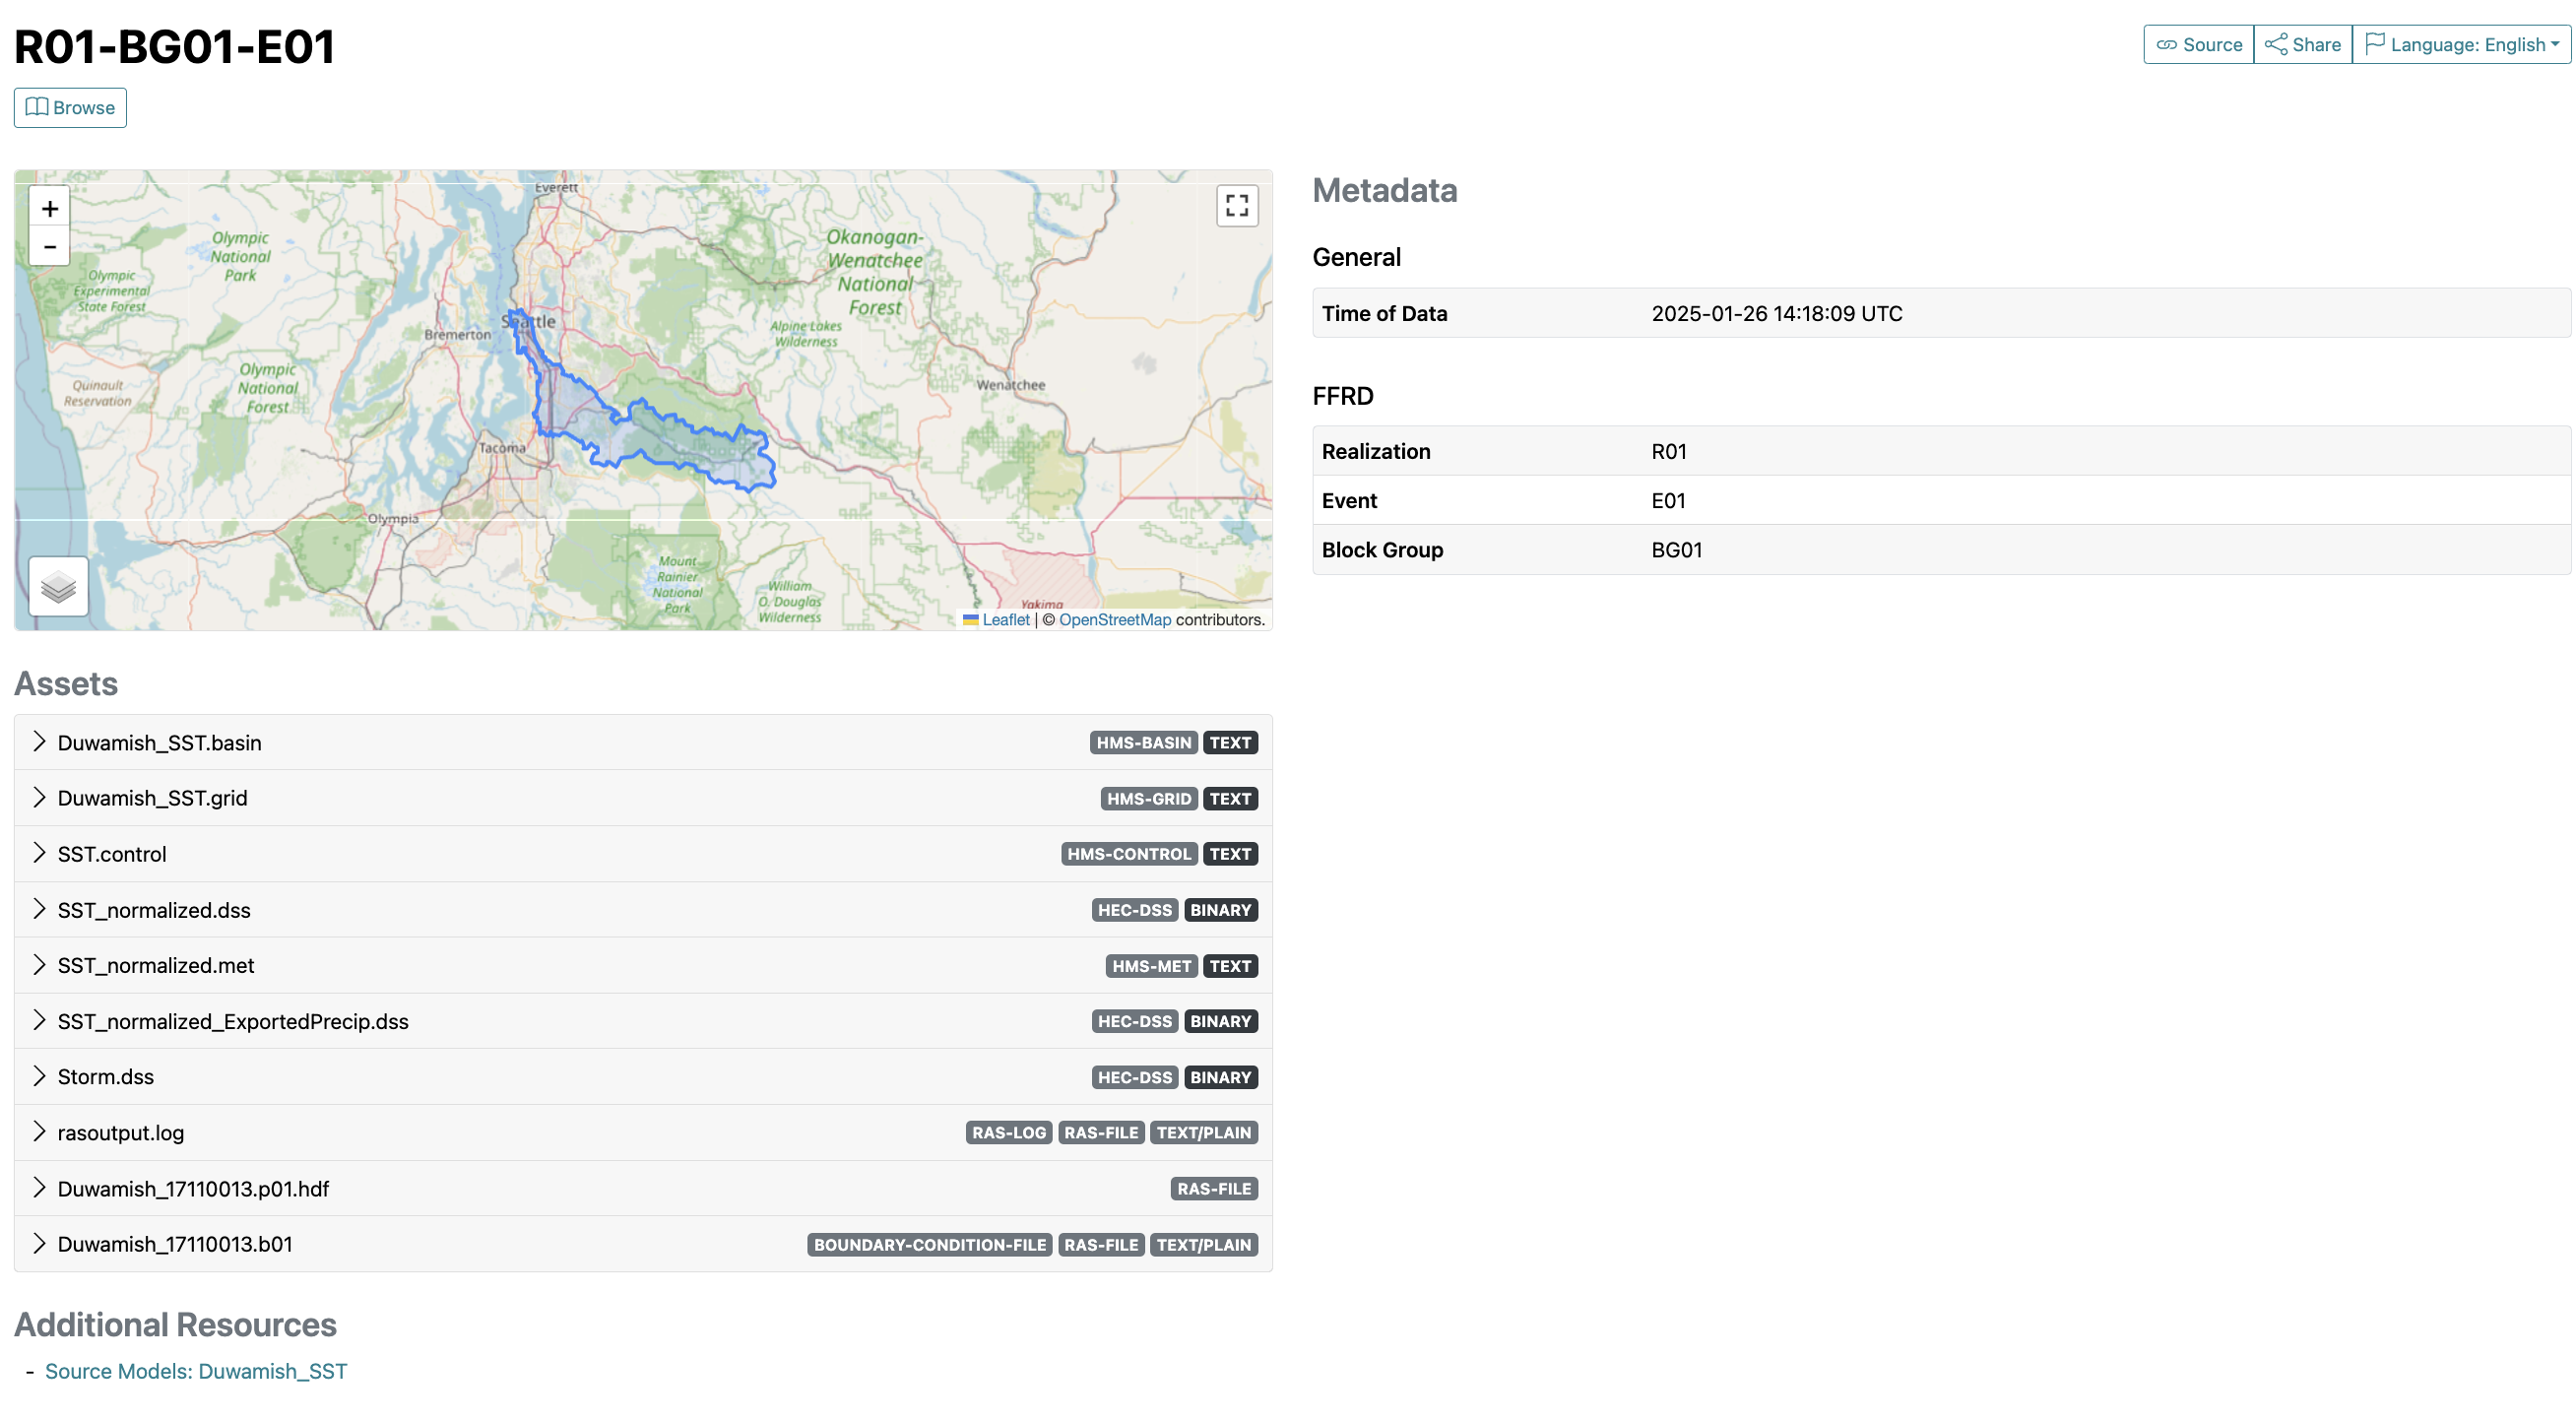 R01-BG01-E01
Source
Share
Language: English
Browse
+
−
Everett
Olympic
National
Park
Olympic
Experimental
State Forest
Okanogan-
Wenatchee
National
Forest
Seattle
Bremerton
Alpine Lakes
Wilderness
Quinault
Reservation
Olympic
National
Forest
Wenatchee
Tacoma
Olympia
Mount
Rainier
National
Park
William
O. Douglas
Wilderness
Yakima
Leaflet | © OpenStreetMap contributors.
Metadata
General
Time of Data 2025-01-26 14:18:09 UTC
FFRD
Realization R01
Event E01
Block Group BG01
Assets
Duwamish_SST.basin HMS-BASIN TEXT
Duwamish_SST.grid HMS-GRID TEXT
SST.control HMS-CONTROL TEXT
SST_normalized.dss HEC-DSS BINARY
SST_normalized.met HMS-MET TEXT
SST_normalized_ExportedPrecip.dss HEC-DSS BINARY
Storm.dss HEC-DSS BINARY
rasoutput.log RAS-LOG RAS-FILE TEXT/PLAIN
Duwamish_17110013.p01.hdf RAS-FILE
Duwamish_17110013.b01 BOUNDARY-CONDITION-FILE RAS-FILE TEXT/PLAIN
Additional Resources
- Source Models: Duwamish_SST